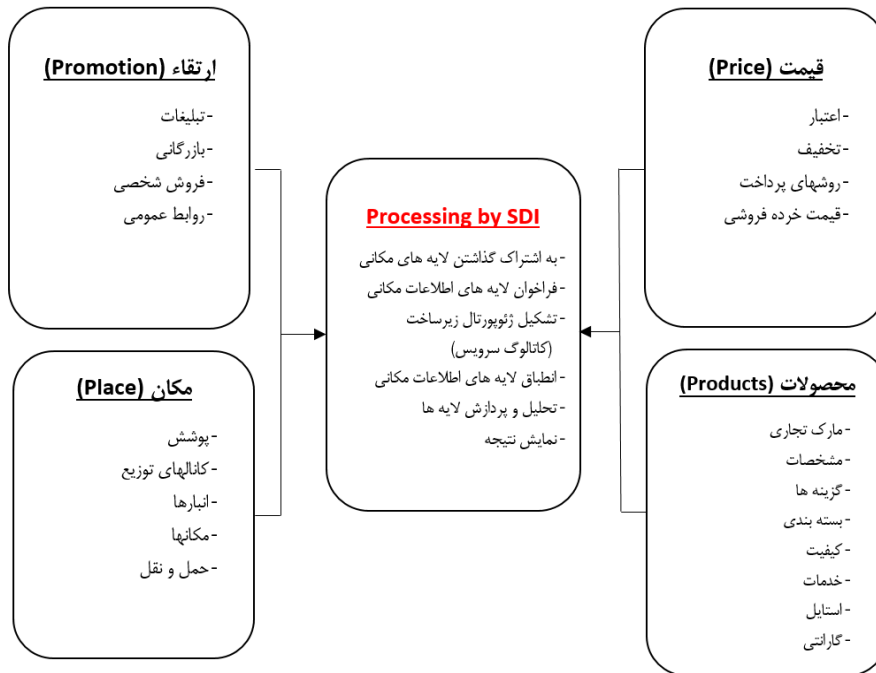 قیمت (Price)
-اعتبار
-تخفیف
-روشهای پرداخت
-قیمت خرده فروشی
محصولات (Products)
-مارک تجاری
-مشخصات
-گزینه ها
-بسته بندی
-کیفیت
-خدمات
-استایل
-گارانتی
Processing by SDI
-به اشتراک گذاشتن لایه های مکانی
-فراخوان لایه های اطلاعات مکانی
-تشکیل ژئوپورتال زیرساخت
(کاتالوگ سرویس)
-انطباق لایه های اطلاعات مکانی
-تحلیل و پردازش لایه ها
-نمایش نتیجه
ارتقاء (Promotion)
-تبلیغات
-بازرگانی
-فروش شخصی
-روابط عمومی
مکان (Place)
-پوشش
-کانالهای توزیع
-انبارها
-مکانها
-حمل و نقل